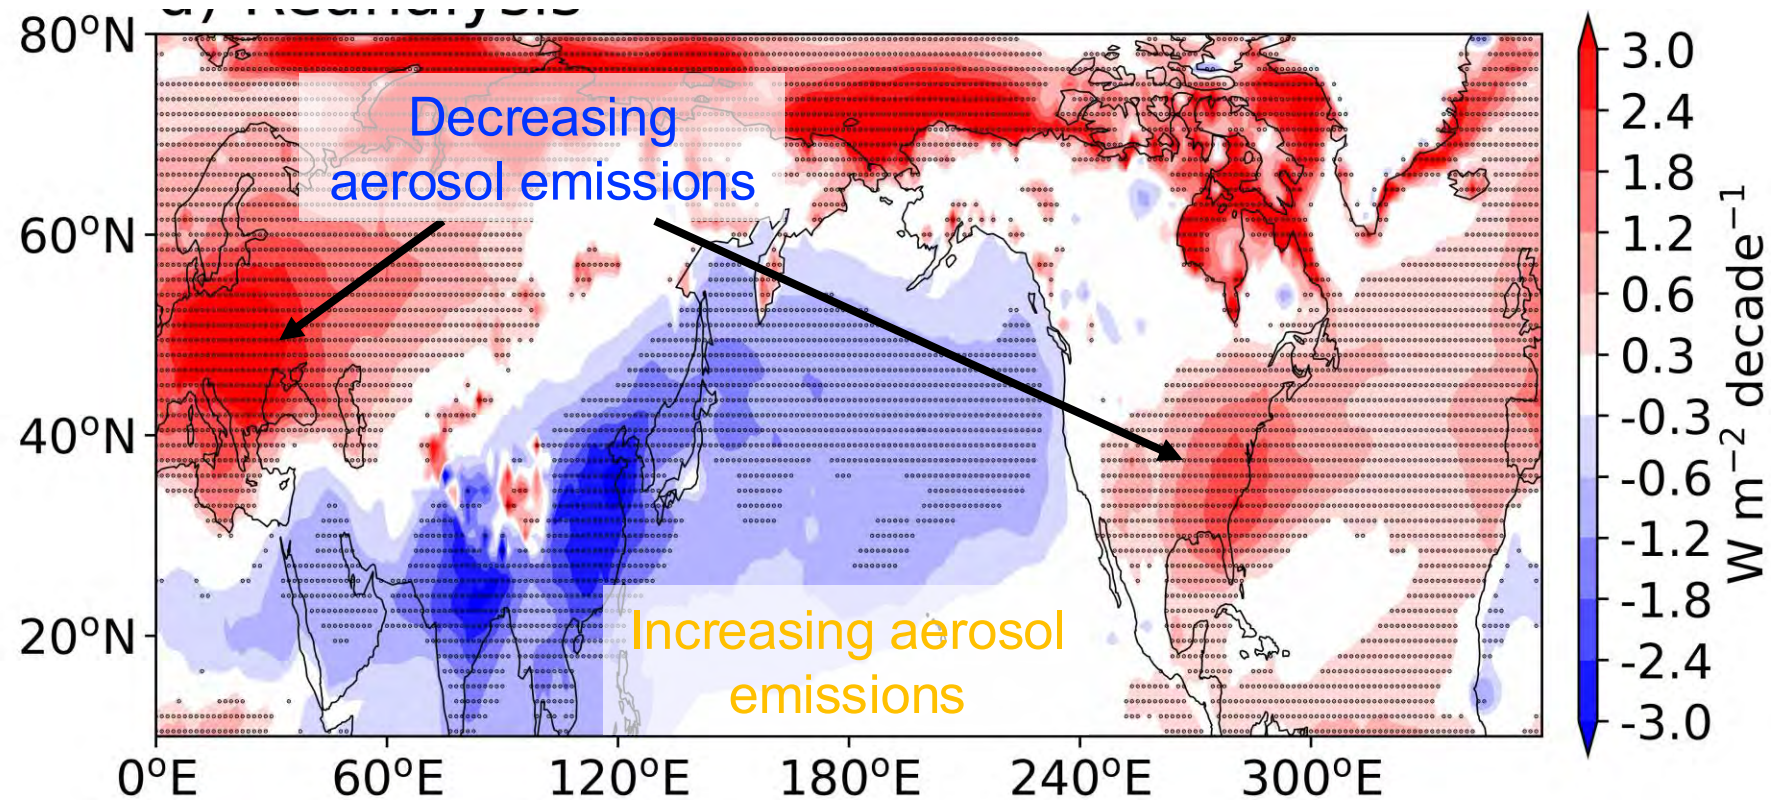 a) Reanalysis
80°N
60°N
40°N
20°N
0°E
60°E
120°E
180°E
240°E
300°E
Decreasing
aerosol emissions
Increasing aerosol
emissions
3.0
2.4
1.8
1.2
0.6
0.3
-0.3
-0.6
-1.2
-1.8
-2.4
-3.0
W m⁻² decade⁻¹